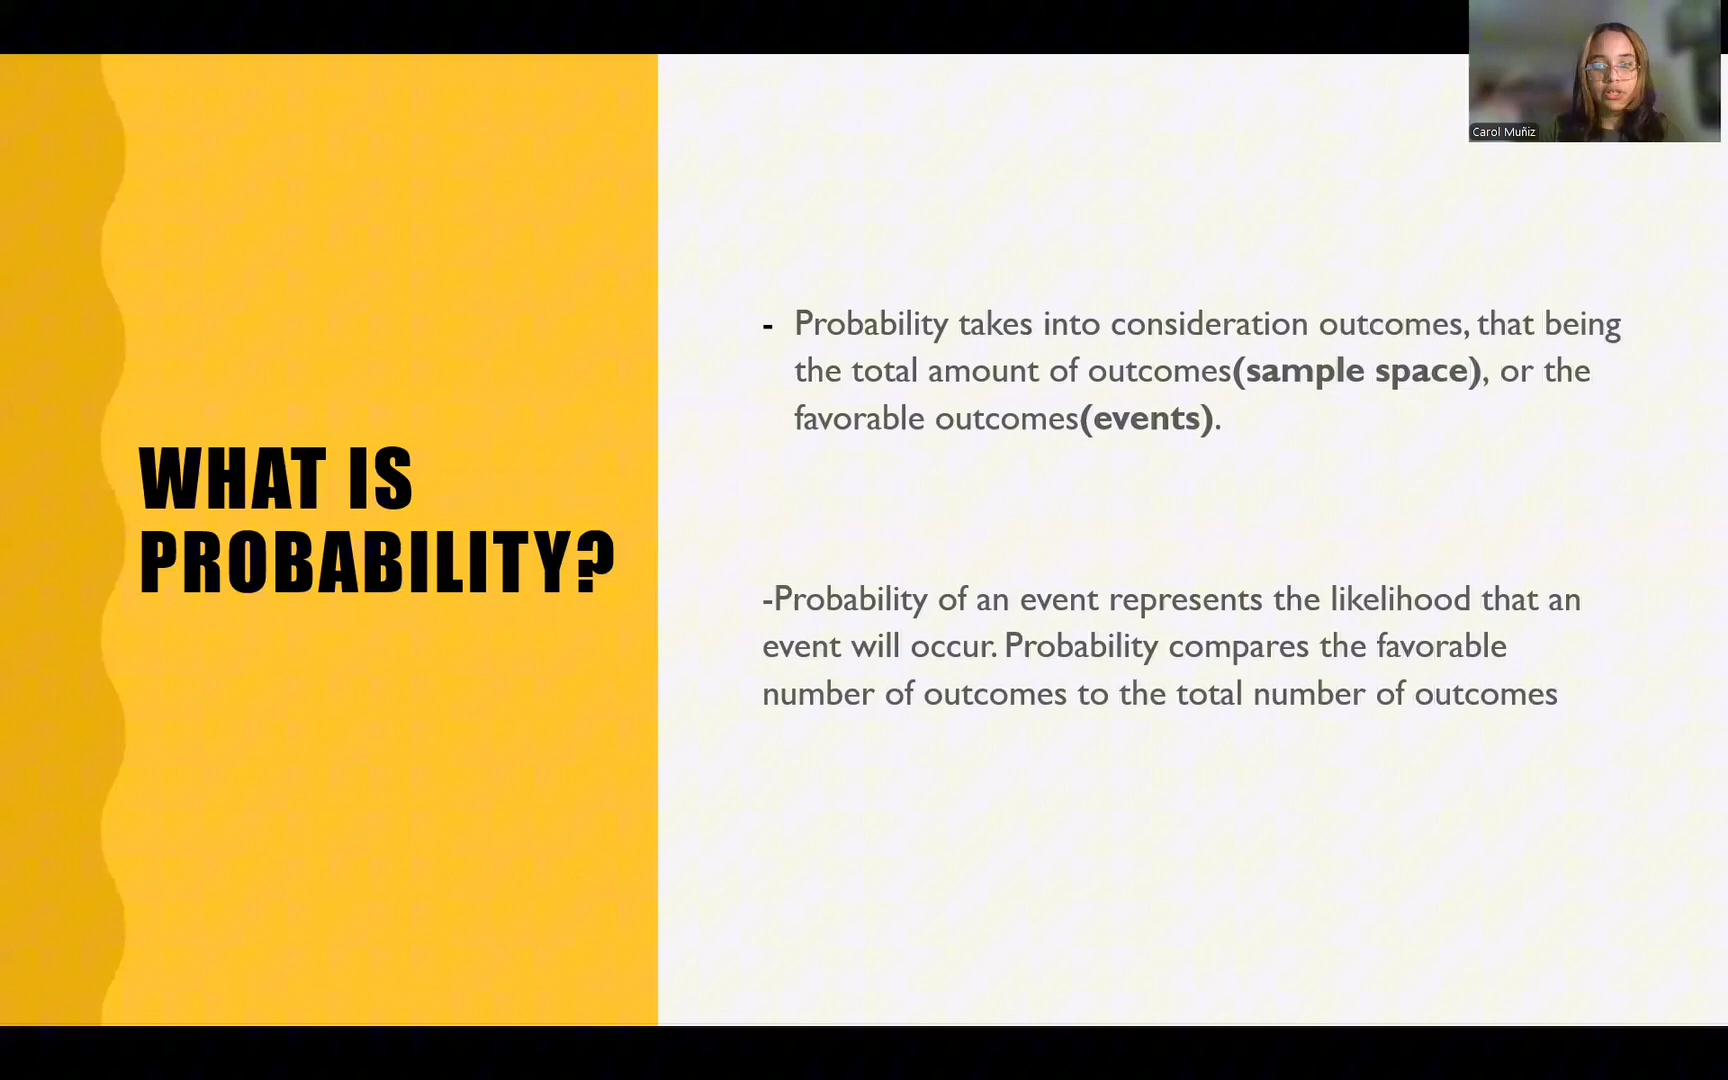 Carol Muñiz
WHAT IS
PROBABILITY?
- Probability takes into consideration outcomes, that being
the total amount of outcomes(sample space), or the
favorable outcomes(events).
-Probability of an event represents the likelihood that an
event will occur. Probability compares the favorable
number of outcomes to the total number of outcomes